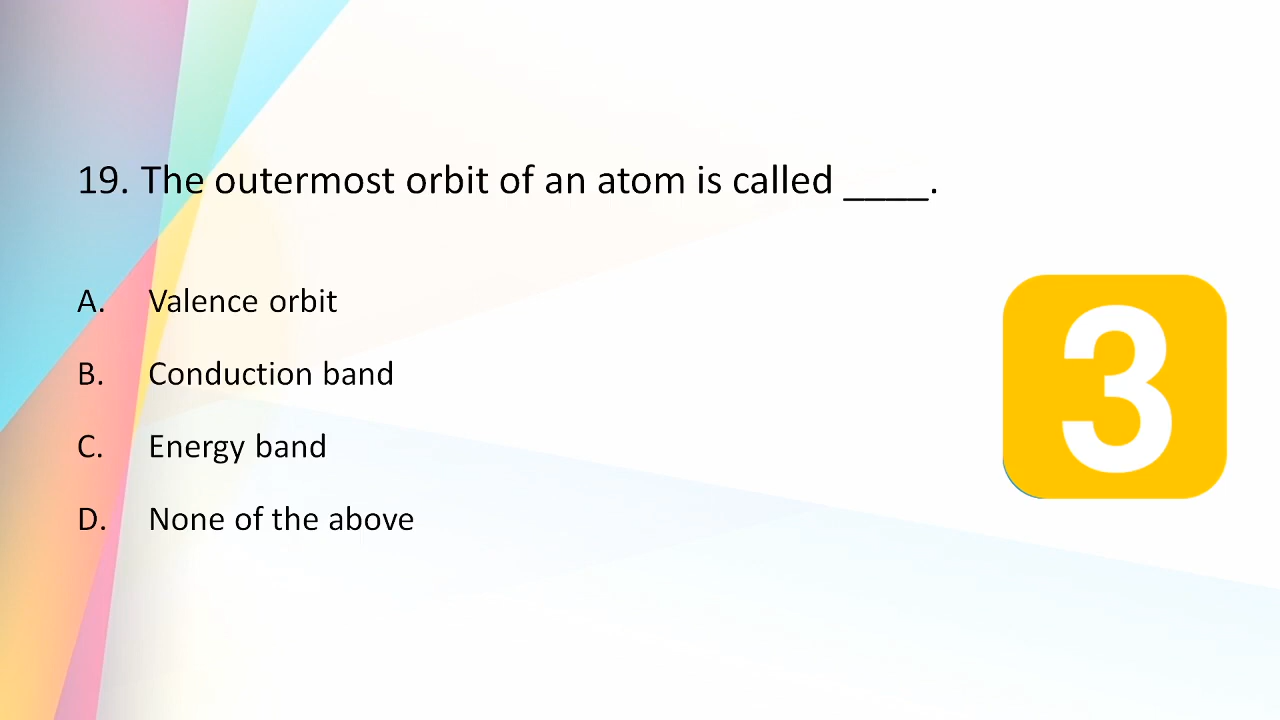 19. The outermost orbit of an atom is called ____.
A. Valence orbit
B. Conduction band
C. Energy band
D. None of the above
3